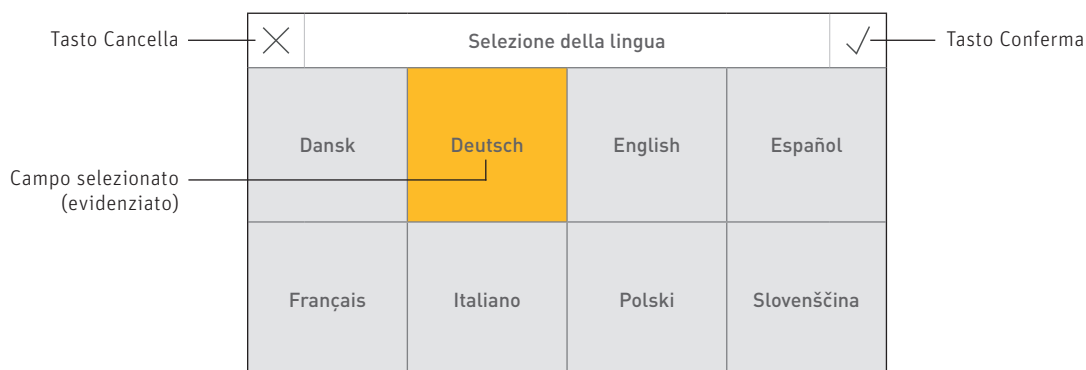 Tasto Cancella
Selezione della lingua
Tasto Conferma
Dansk
Deutsch
English
Español
Campo selezionato
(evidenziato)
Français
Italiano
Polski
Slovenščina